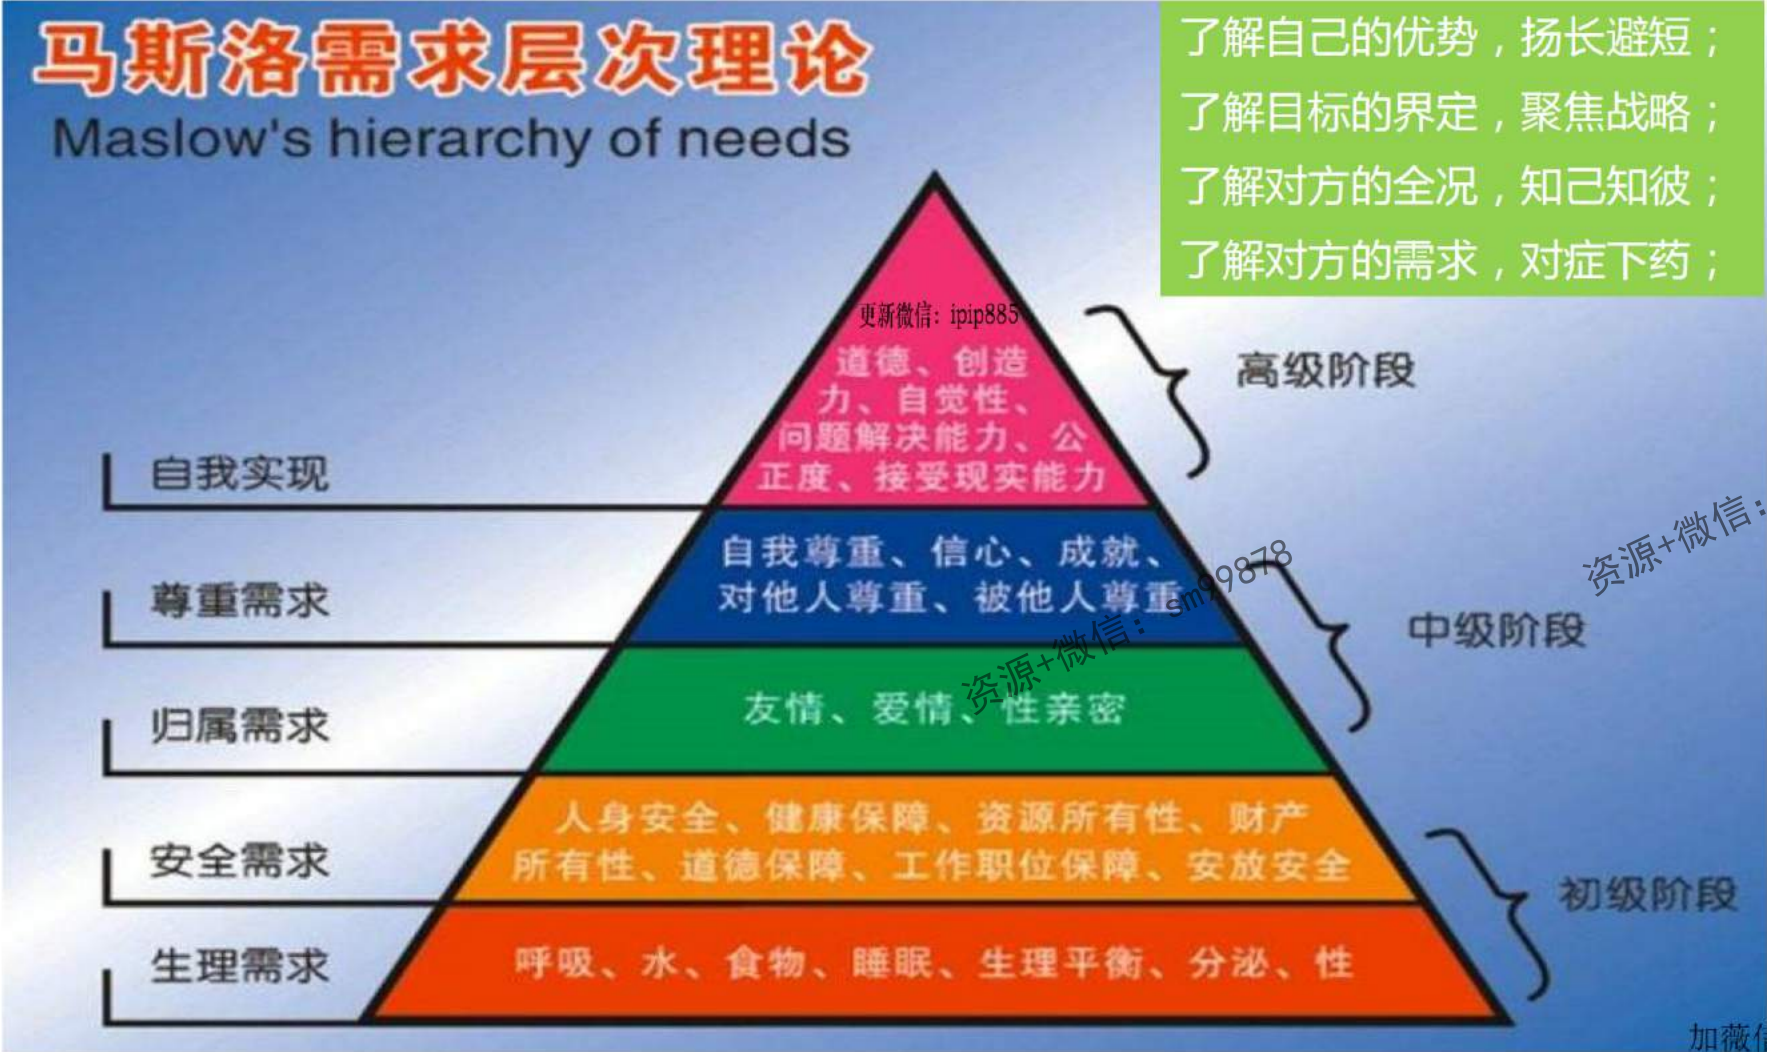 马斯洛需求层次理论
Maslow's hierarchy of needs
了解自己的优势，扬长避短；
了解目标的界定，聚焦战略；
了解对方的全况，知己知彼；
了解对方的需求，对症下药；
更新微信：ipip885
道德、创造
力、自觉性、
问题解决能力、公
正度、接受现实能力
高级阶段
自我实现
自我尊重、信心、成就、
对他人尊重、被他人尊重
尊重需求
中级阶段
资源+微信：sm99878
资源+微信：
友情、爱情、性亲密
归属需求
人身安全、健康保障、资源所有性、财产
所有性、道德保障、工作职位保障、安放安全
安全需求
初级阶段
呼吸、水、食物、睡眠、生理平衡、分泌、性
生理需求
加薇信